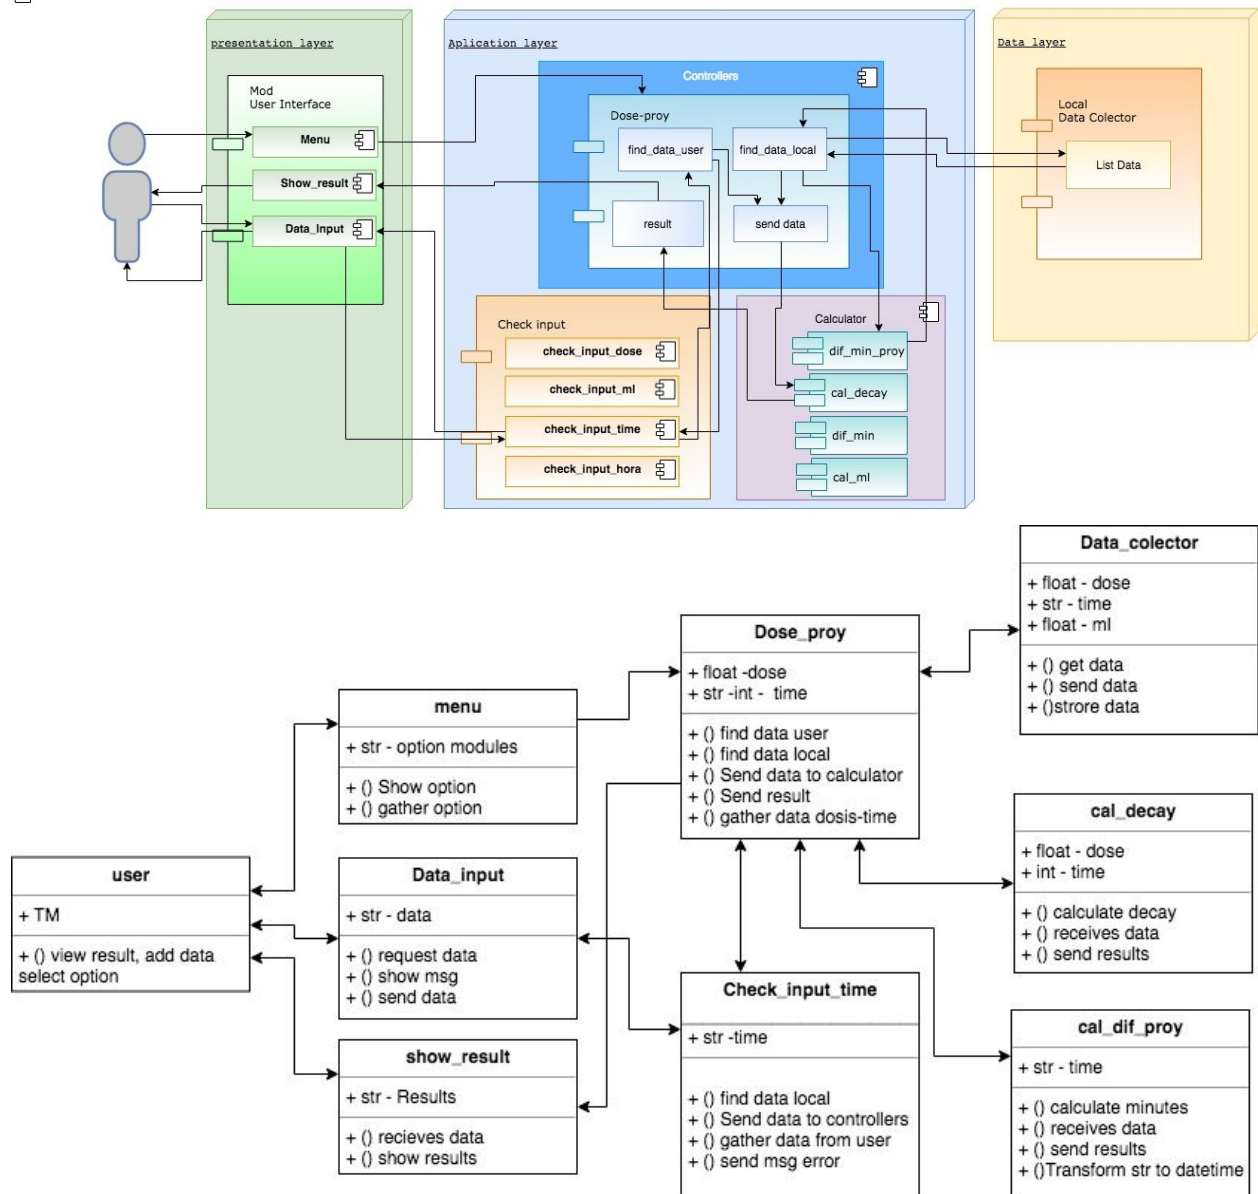 presentation layer
Mod
User Interface
Menu
Show_result
Data_Input
Aplication layer
Controllers
Dose-proy
find_data_user
find_data_local
result
send data
Check input
check_input_dose
check_input_ml
check_input_time
check_input_hora
Calculator
dif_min_proy
cal_decay
dif_min
cal_ml
Data layer
Local
Data Colector
List Data
user
+ TM
+ () view result, add data
select option
menu
+ str - option modules
+ () Show option
+ () gather option
Data_input
+ str - data
+ () request data
+ () show msg
+ () send data
show_result
+ str - Results
+ () recieves data
+ () show results
Dose_proy
+ float -dose
+ str -int - time
+ () find data user
+ () find data local
+ () Send data to calculator
+ () Send result
+ () gather data dosis-time
Check_input_time
+ str -time
+ () find data local
+ () Send data to controllers
+ () gather data from user
+ () send msg error
Data_colector
+ float - dose
+ str - time
+ float - ml
+ () get data
+ () send data
+ ()strore data
cal_decay
+ float - dose
+ int - time
+ () calculate decay
+ () receives data
+ () send results
cal_dif_proy
+ str - time
+ () calculate minutes
+ () receives data
+ () send results
+ ()Transform str to datetime